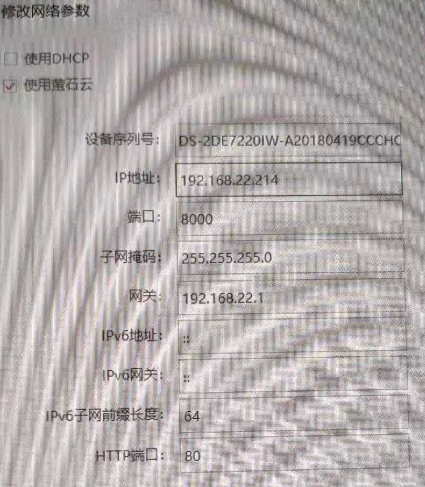 修改网络参数
使用DHCP
使用萤石云
设备序列号: DS-2DE7220IW-A20180419CCCH
IP地址: 192.168.22.214
端口: 8000
子网掩码: 255.255.255.0
网关: 192.168.22.1
IPv6地址: ::
IPv6网关: ::
IPv6子网前缀长度: 64
HTTP端口: 80